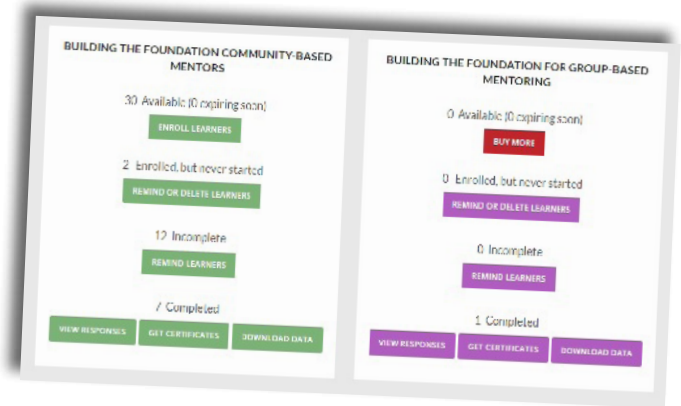 BUILDING THE FOUNDATION COMMUNITY-BASED
MENTORS
30 Available (0 expiring soon)
ENROLL LEARNERS
2 Enrolled, but never started
REMIND OR DELETE LEARNERS
12 Incomplete
REMIND LEARNERS
7 Completed
VIEW RESPONSES GET CERTIFICATES DOWNLOAD DATA
BUILDING THE FOUNDATION FOR GROUP-BASED
MENTORING
0 Available (0 expiring soon)
BUY MORE
0 Enrolled, but never started
REMIND OR DELETE LEARNERS
0 Incomplete
REMIND LEARNERS
1 Completed
VIEW RESPONSES GET CERTIFICATES DOWNLOAD DATA